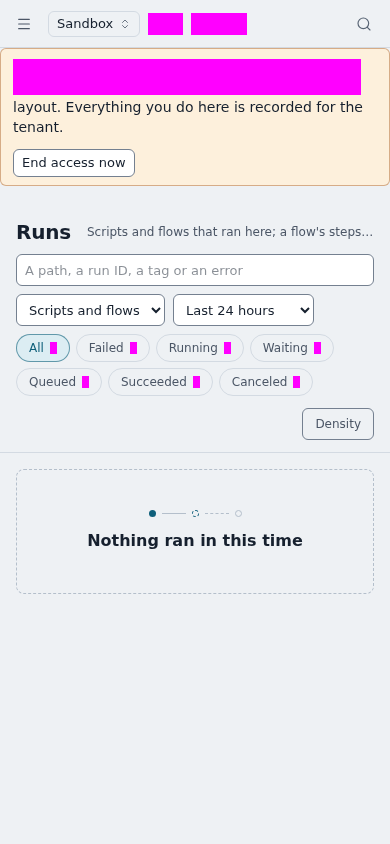 Sandbox
layout. Everything you do here is recorded for the
tenant.
End access now
Runs
Scripts and flows that ran here; a flow's steps…
A path, a run ID, a tag or an error
Scripts and flows
Last 24 hours
All
Failed
Running
Waiting
Queued
Succeeded
Canceled
Density
Nothing ran in this time